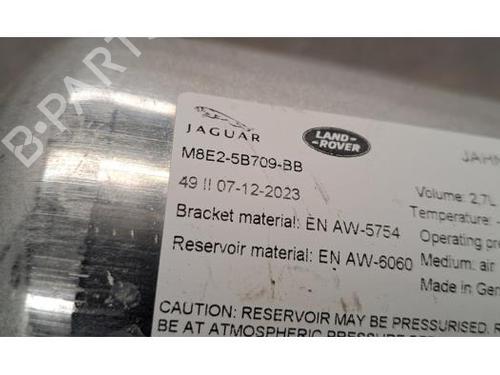 B-PARTS
JAGUAR
LAND-
ROVER
M8E2-5B709-BB
49 II 07-12-2023
Bracket material: EN AW-5754
Reservoir material: EN AW-6060
Volume: 2,7L
Temperature:
Operating
Medium: air
Made in
CAUTION: RESERVOIR MAY BE PRESSURISED.
BE AT ATMOSPHERIC PRESSURE